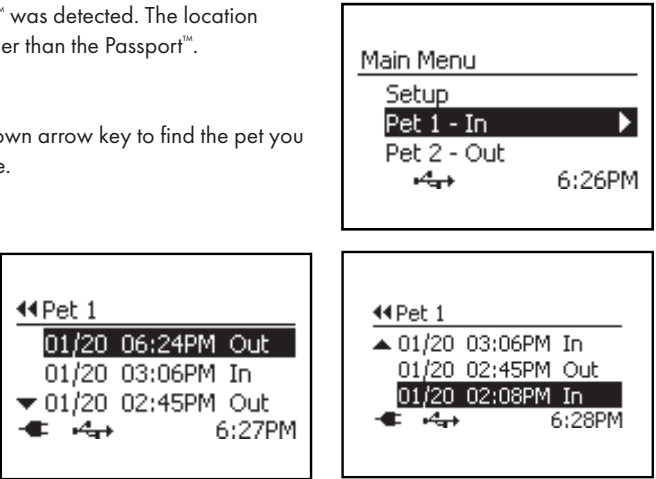 ™ was detected. The location
er than the Passport™.
own arrow key to find the pet you
e.
Main Menu
Setup
Pet 1 - In
Pet 2 - Out
6:26PM
Pet 1
01/20 06:24PM Out
01/20 03:06PM In
01/20 02:45PM Out
6:27PM
Pet 1
01/20 03:06PM In
01/20 02:45PM Out
01/20 02:08PM In
6:28PM